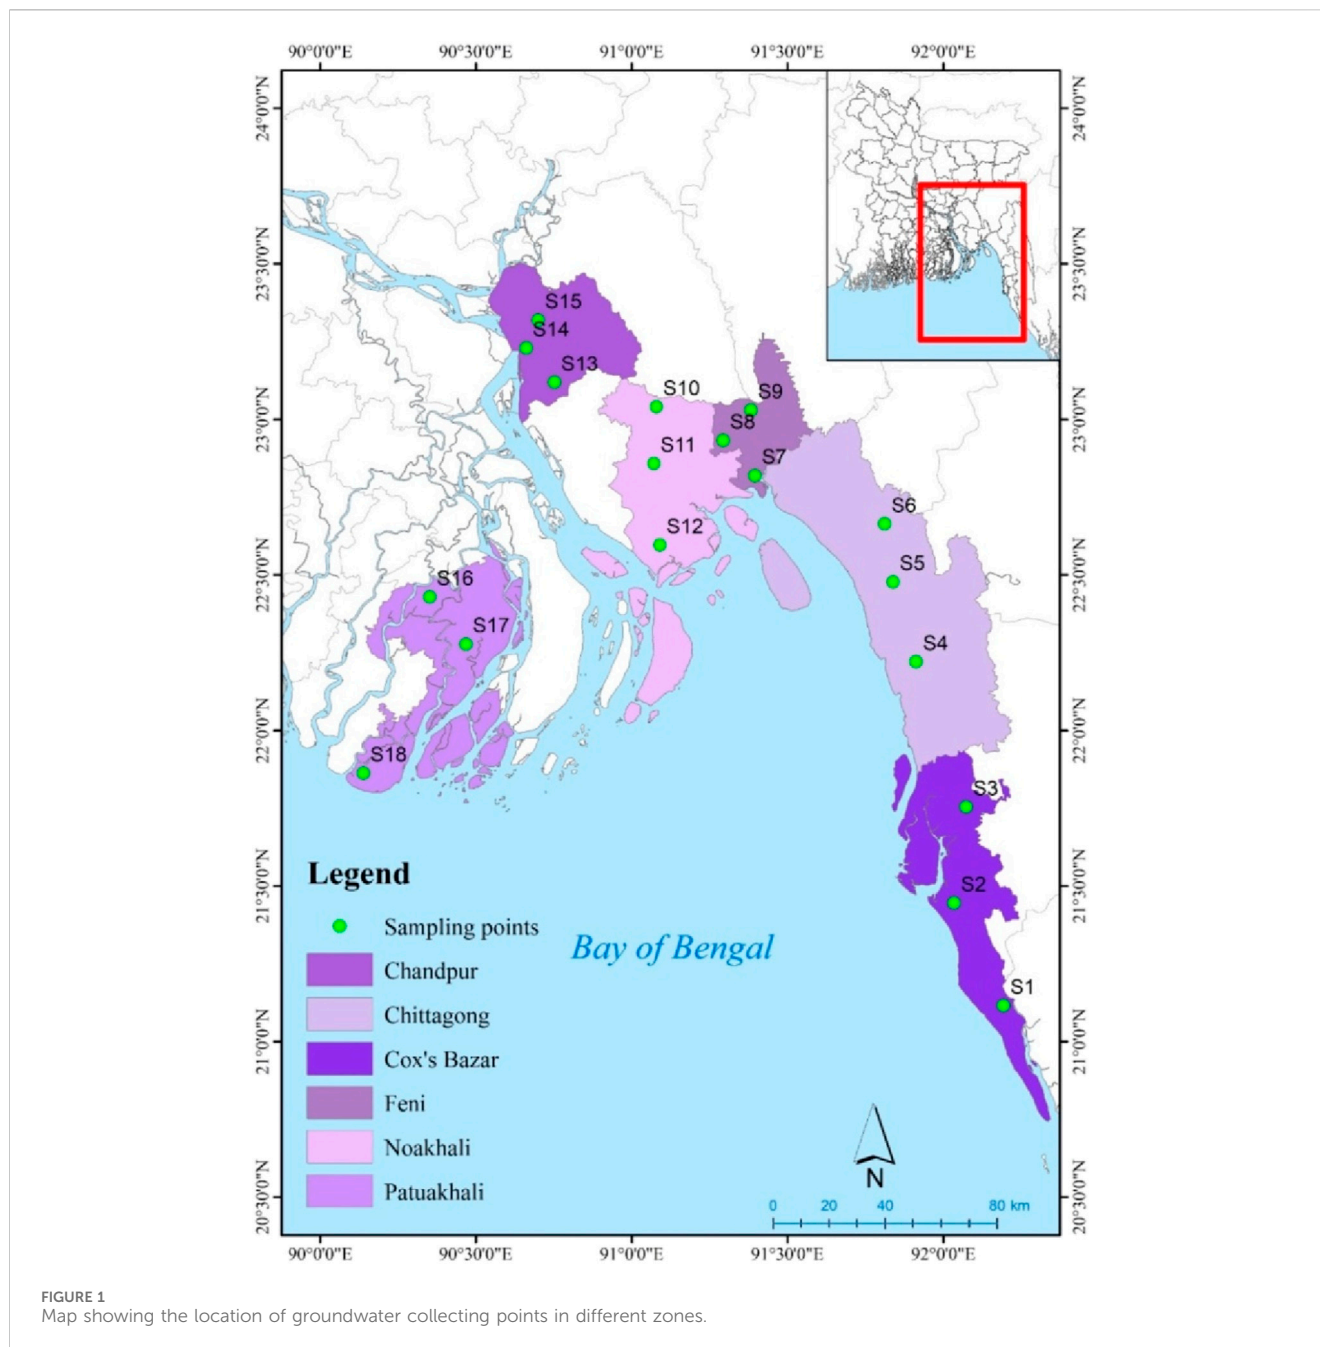 90°0'0"E 90°30'0"E 91°0'0"E 91°30'0"E 92°0'0"E
24°0'0"N 24°0'0"N
23°30'0"N 23°30'0"N
S15
S14
S13
S10 S9
23°0'0"N 23°0'0"N
S8
S11
S7
S6
S12
22°30'0"N 22°30'0"N
S16
S5
S17
S4
22°0'0"N 22°0'0"N
S18
S3
Legend
21°30'0"N 21°30'0"N
S2
Sampling points
Bay of Bengal
Chandpur
S1
Chittagong
21°0'0"N 21°0'0"N
Cox's Bazar
Feni
Noakhali
N
Patuakhali
20°30'0"N 20°30'0"N
0 20 40 80 km
90°0'0"E 90°30'0"E 91°0'0"E 91°30'0"E 92°0'0"E
FIGURE 1
Map showing the location of groundwater collecting points in different zones.